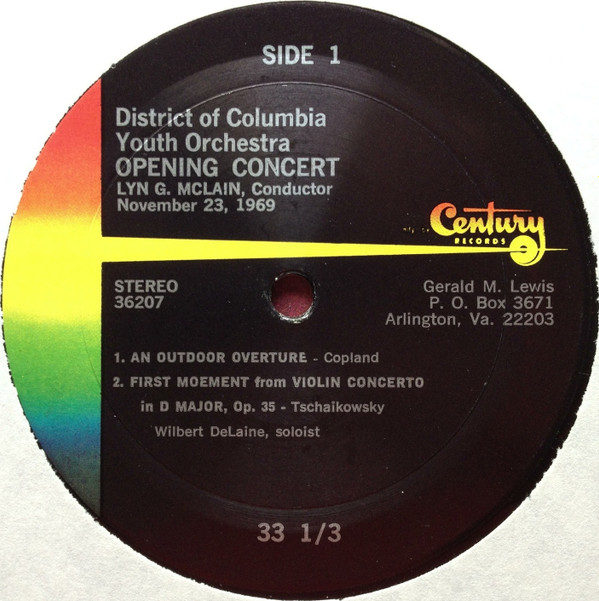 SIDE 1
District of Columbia
Youth Orchestra
OPENING CONCERT
LYN G. MCLAIN, Conductor
November 23, 1969
Century
RECORDS
STEREO
36207
Gerald M. Lewis
P. O. Box 3671
Arlington, Va. 22203
1. AN OUTDOOR OVERTURE - Copland
2. FIRST MOEMENT from VIOLIN CONCERTO
in D MAJOR, Op. 35 - Tschaikowsky
Wilbert DeLaine, soloist
33 1/3